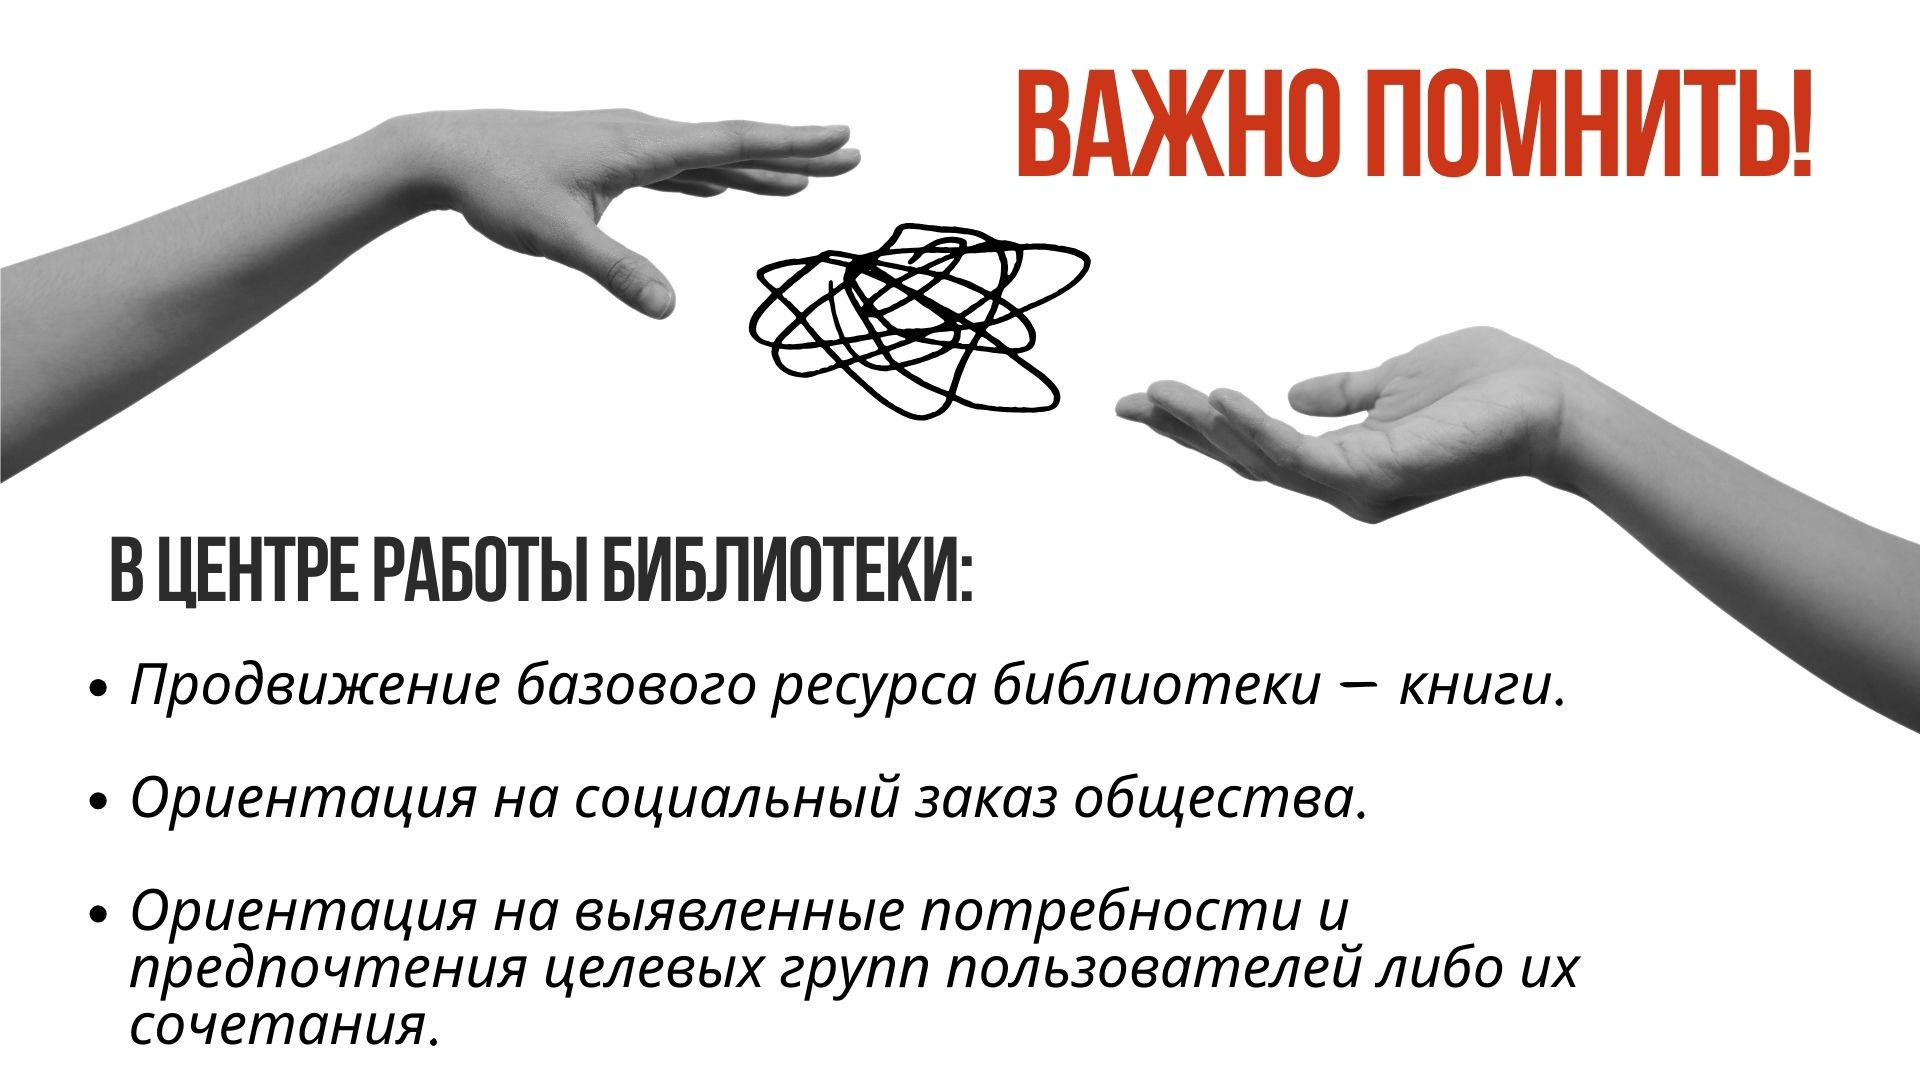 ВАЖНО ПОМНИТЬ!
В ЦЕНТРЕ РАБОТЫ БИБЛИОТЕКИ:
• Продвижение базового ресурса библиотеки – книги.
• Ориентация на социальный заказ общества.
• Ориентация на выявленные потребности и
предпочтения целевых групп пользователей либо их
сочетания.